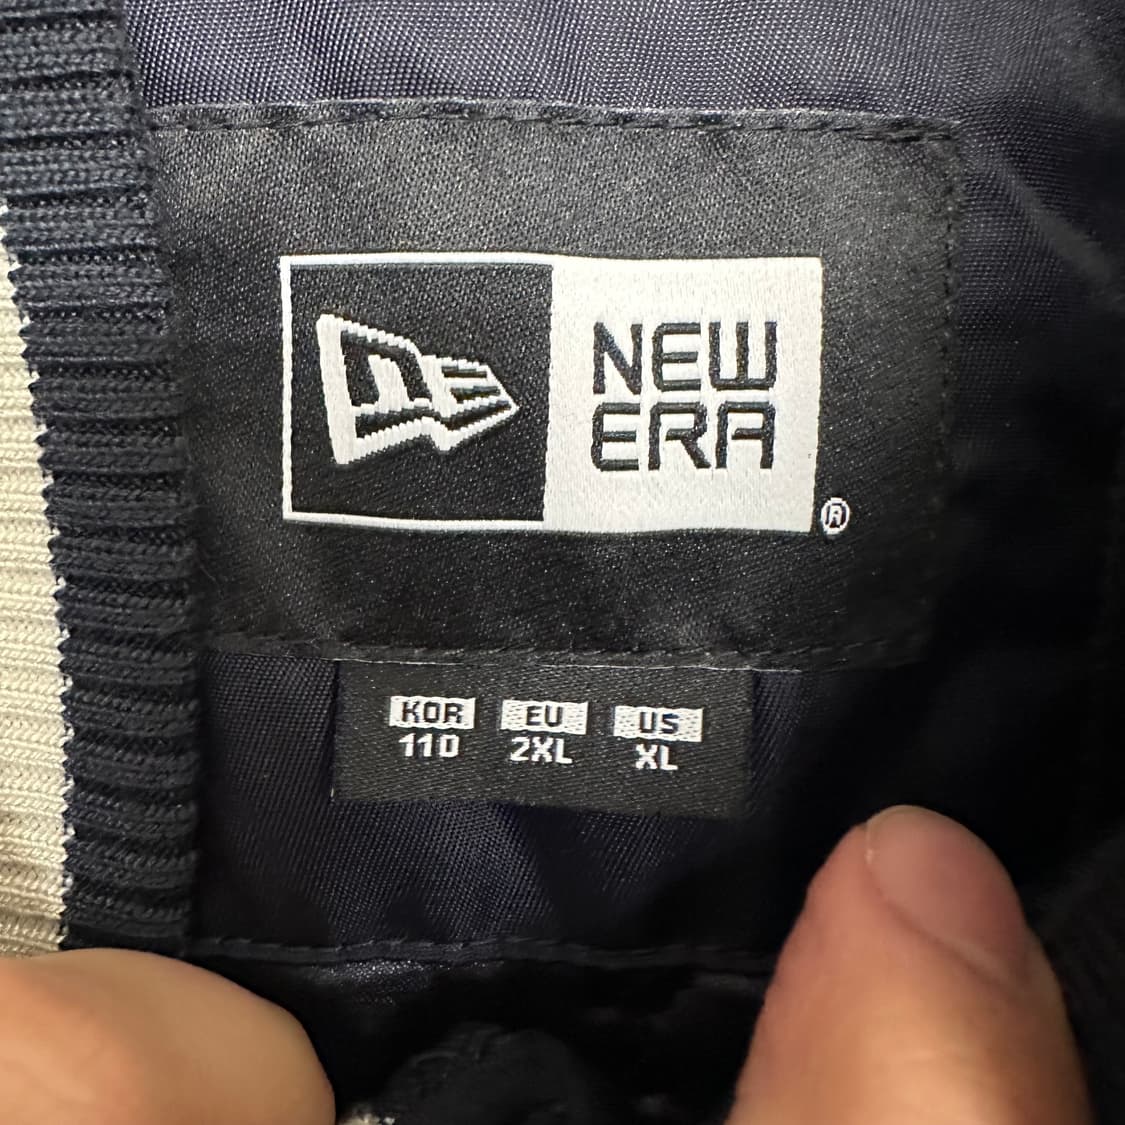 NEW
ERA
®
KOR EU US
110 2XL XL